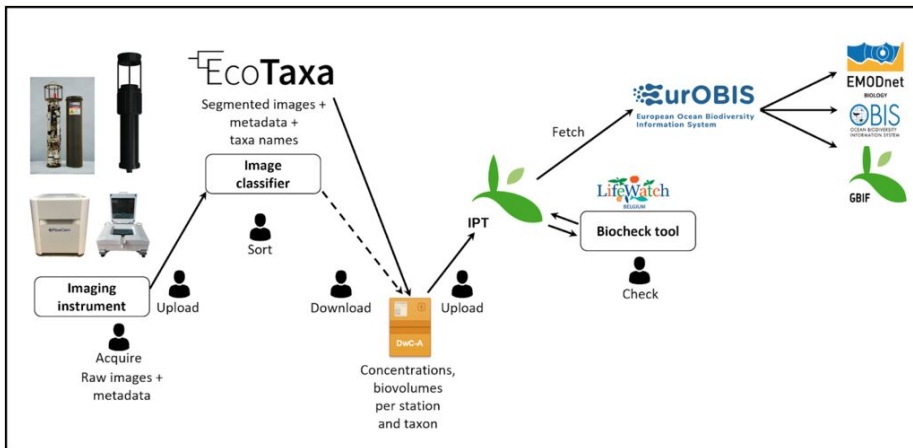 EcoTaxa
Segmented images +
metadata +
taxa names
Image
classifier
Sort
Imaging
instrument
Upload
Acquire
Raw images +
metadata
Download
DwC-A
Concentrations,
biovolumes
per station
and taxon
Upload
IPT
Fetch
LifeWatch
BELGIUM
Biocheck tool
Check
EurOBIS
European Ocean Biodiversity
Information System
EMODnet
BIOLOGY
OBIS
OCEAN BIODIVERSITY
INFORMATION SYSTEM
GBIF